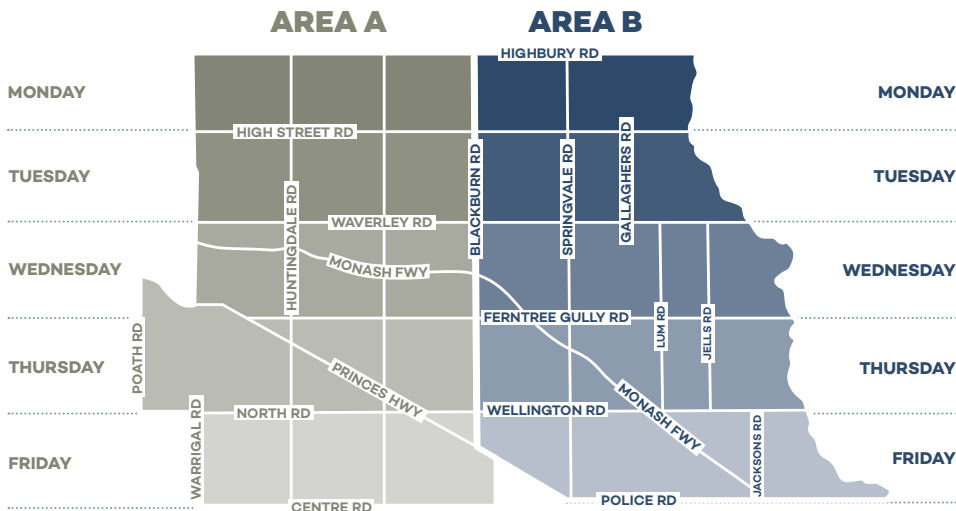 AREA A
AREA B
HIGHBURY RD
MONDAY
MONDAY
HIGH STREET RD
GALLAGHERS RD
BLACKBURN RD
SPRINGVALE RD
TUESDAY
TUESDAY
HUNTINGDALE RD
WAVERLEY RD
MONASH FWY
WEDNESDAY
WEDNESDAY
FERNTREE GULLY RD
LUM RD
JELLS RD
POATH RD
THURSDAY
THURSDAY
PRINCES HWY
NORTH RD
WELLINGTON RD
MONASH FWY
WARRIGAL RD
JACKSONS RD
FRIDAY
FRIDAY
CENTRE RD
POLICE RD